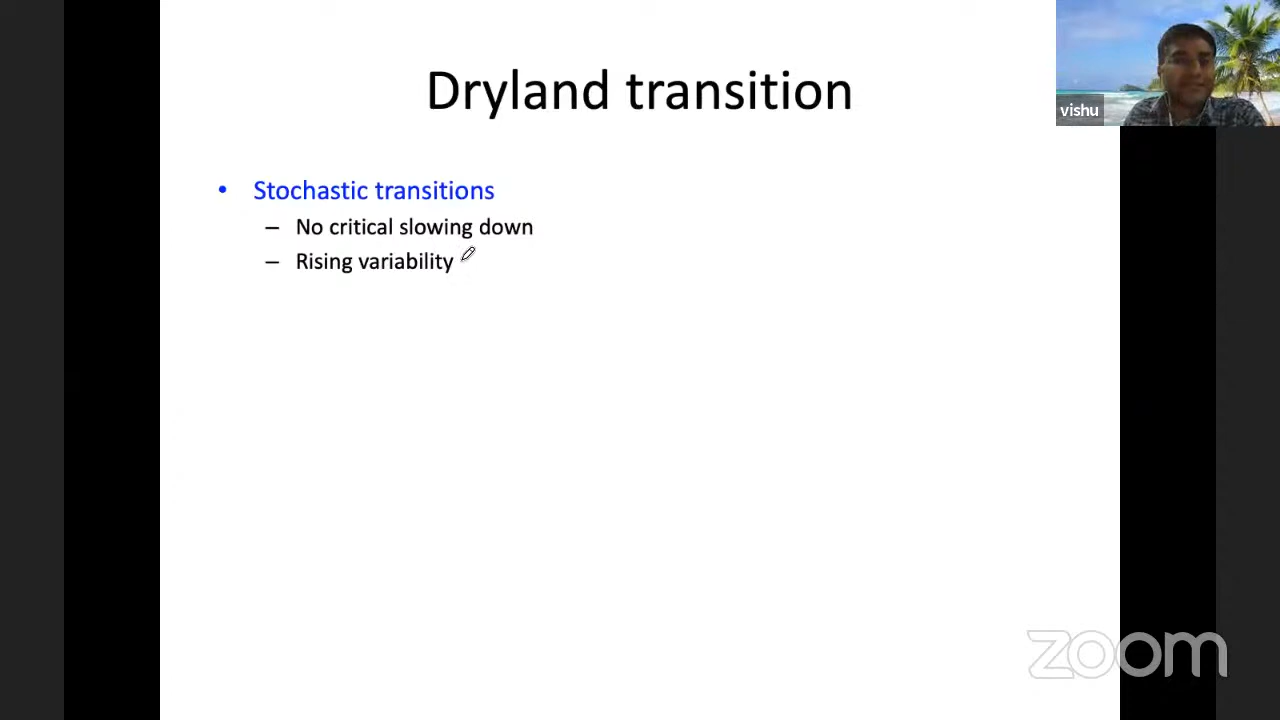 Dryland transition
vishu
• Stochastic transitions
– No critical slowing down
– Rising variability
zoom